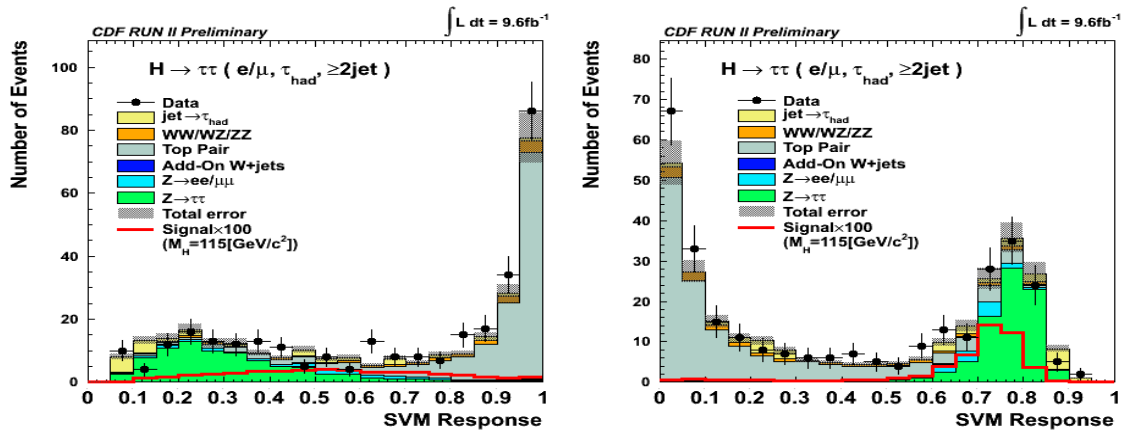 CDF RUN II Preliminary
∫ L dt = 9.6fb⁻¹
H → ττ ( e/μ, τhad, ≥2jet )
Data
jet→τhad
WW/WZ/ZZ
Top Pair
Add-On W+jets
Z→ee/μμ
Z→ττ
Total error
Signal×100
(MH=115[GeV/c²])
Number of Events
100
80
60
40
20
0
0 0.1 0.2 0.3 0.4 0.5 0.6 0.7 0.8 0.9 1
SVM Response
CDF RUN II Preliminary
∫ L dt = 9.6fb⁻¹
H → ττ ( e/μ, τhad, ≥2jet )
Data
jet→τhad
WW/WZ/ZZ
Top Pair
Add-On W+jets
Z→ee/μμ
Z→ττ
Total error
Signal×100
(MH=115[GeV/c²])
Number of Events
80
70
60
50
40
30
20
10
0
0 0.1 0.2 0.3 0.4 0.5 0.6 0.7 0.8 0.9 1
SVM Response